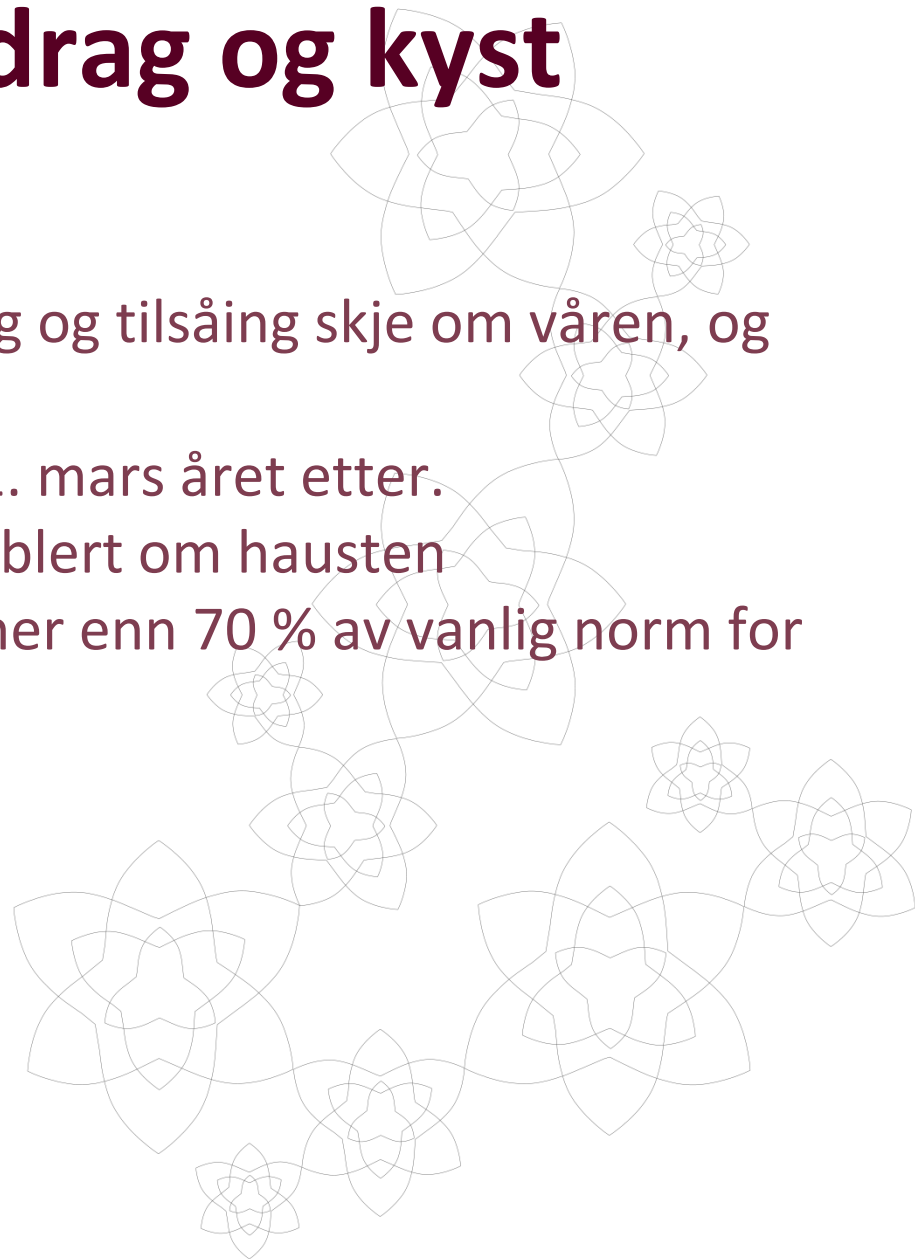 drag og kyst
g og tilsåing skje om våren, og
. mars året etter.
blert om hausten
enn 70 % av vanlig norm for